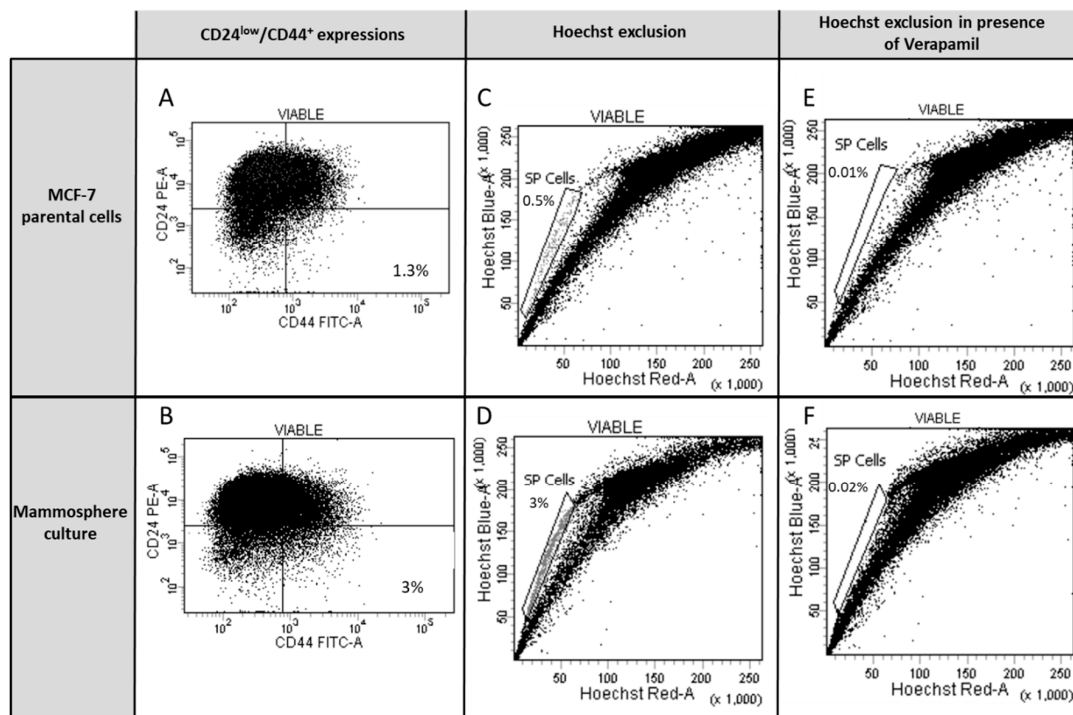 CD24low/CD44+ expressions
Hoechst exclusion
Hoechst exclusion in presence
of Verapamil
MCF-7
parental cells
A
VIABLE
CD24 PE-A
10^5
10^4
10^3
10^2
1.3%
10^2 10^3 10^4 10^5
CD44 FITC-A
C
VIABLE
Hoechst Blue-A (x 1,000)
250
200
150
100
50
SP Cells
0.5%
50 100 150 200 250
Hoechst Red-A
(x 1,000)
E
VIABLE
Hoechst Blue-A (x 1,000)
250
200
150
100
50
SP Cells
0.01%
50 100 150 200 250
Hoechst Red-A
(x 1,000)
Mammosphere
culture
B
VIABLE
CD24 PE-A
10^5
10^4
10^3
10^2
3%
10^2 10^3 10^4 10^5
CD44 FITC-A
D
VIABLE
Hoechst Blue-A (x 1,000)
250
200
150
100
50
SP Cells
3%
50 100 150 200 250
Hoechst Red-A
(x 1,000)
F
VIABLE
Hoechst Blue-A (x 1,000)
25
200
150
100
50
SP Cells
0.02%
50 100 150 200 250
Hoechst Red-A
(x 1,000)